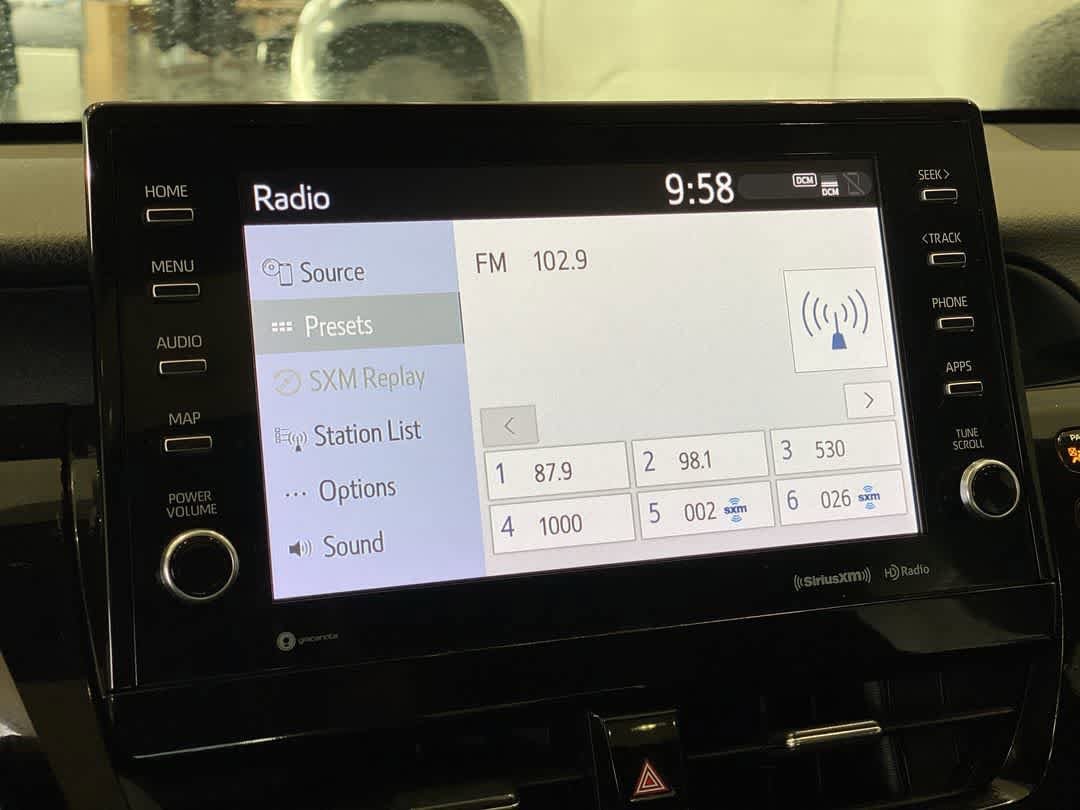 HOME
MENU
AUDIO
MAP
POWER
VOLUME
Radio
9:58
DCM
DCM
Source
Presets
SXM Replay
Station List
... Options
Sound
FM 102.9
<
>
1 87.9
2 98.1
3 530
4 1000
5 002 sxm
6 026 sxm
SEEK>
<TRACK
PHONE
APPS
TUNE
SCROLL
((SiriusXM))
HD Radio
gracenote
PA